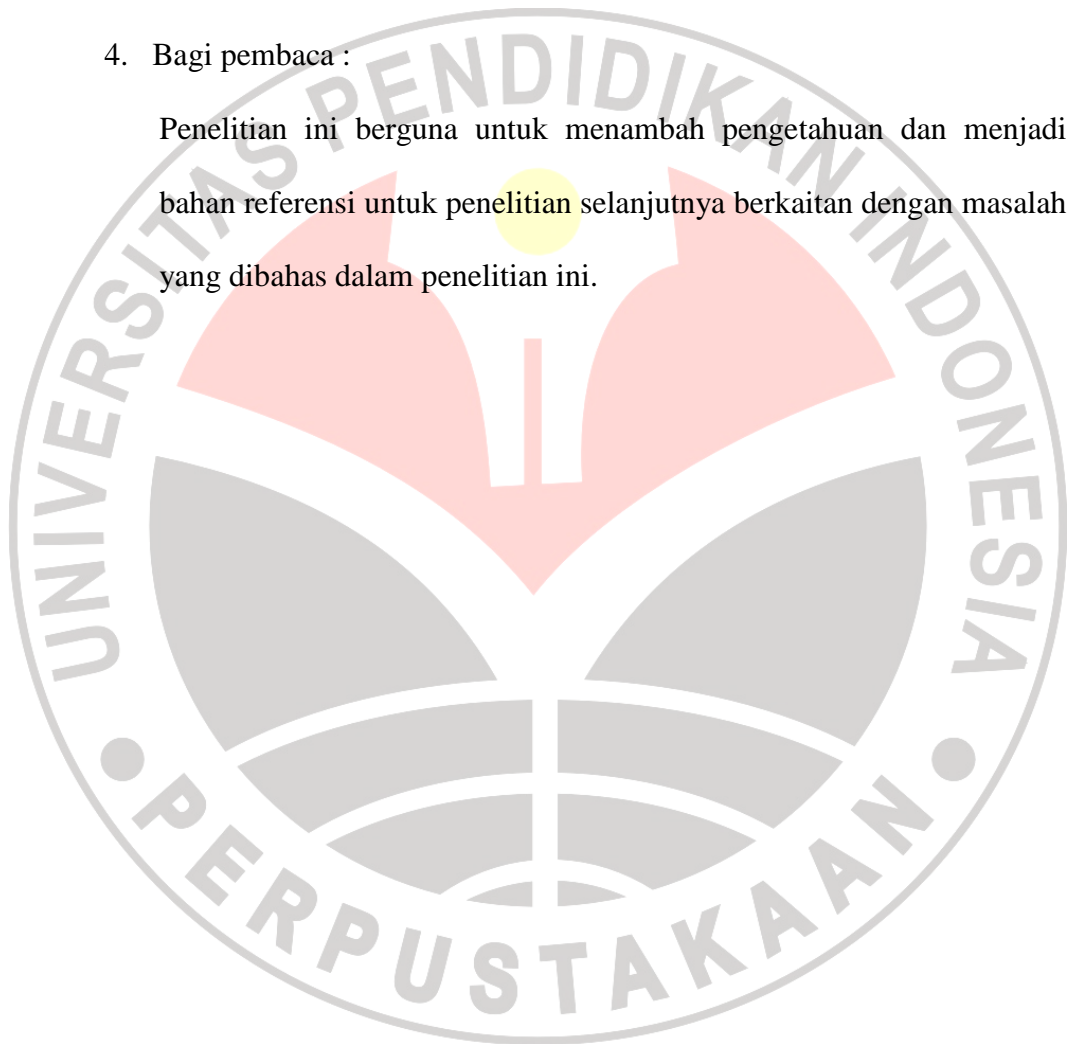 4. Bagi pembaca :
Penelitian ini berguna untuk menambah pengetahuan dan menjadi
bahan referensi untuk penelitian selanjutnya berkaitan dengan masalah
yang dibahas dalam penelitian ini.
UNIVERSITAS PENDIDIKAN INDONESIA
PERPUSTAKAAN